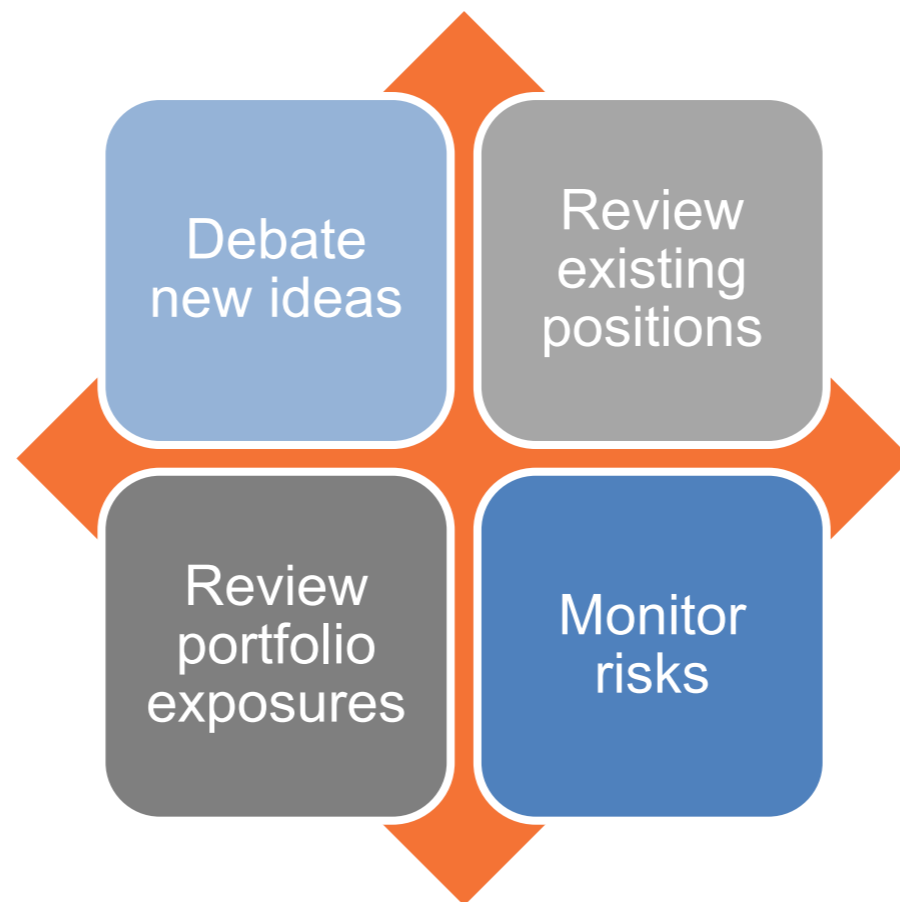 Debate
new ideas
Review
existing
positions
Review
portfolio
exposures
Monitor
risks